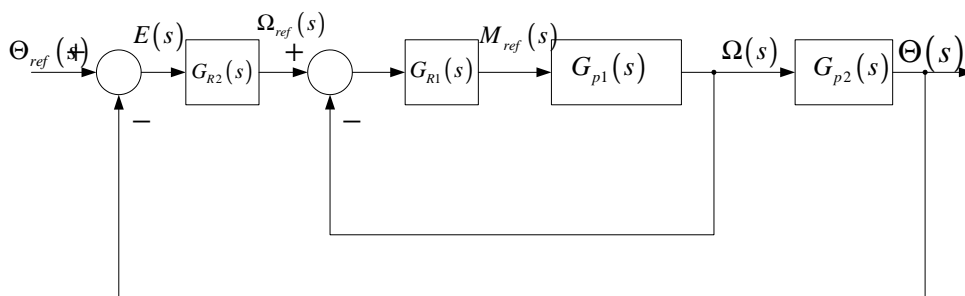 Θref(s)
+
E(s)
GR2(s)
Ωref(s)
+
GR1(s)
Mref(s)
Gp1(s)
Ω(s)
Gp2(s)
Θ(s)
−
−